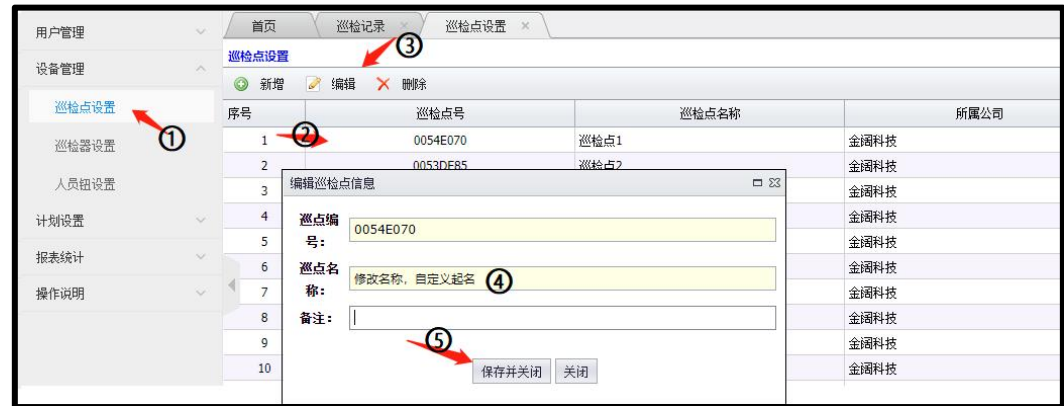 用户管理
设备管理
巡检点设置
①
巡检器设置
人员钮设置
计划设置
报表统计
操作说明
首页 巡检记录 × 巡检点设置 ×
③
巡检点设置
新增 编辑 删除
序号 巡检点号 巡检点名称 所属公司
1 ② 0054E070 巡检点1 金阔科技
2 0053DE85 巡检点2 金阔科技
3 金阔科技
4 金阔科技
5 金阔科技
6 金阔科技
7 金阔科技
8 金阔科技
9 金阔科技
10 金阔科技
编辑巡检点信息
巡点编
号: 0054E070
巡点名
称: 修改名称，自定义起名 ④
备注:
⑤
保存并关闭 关闭